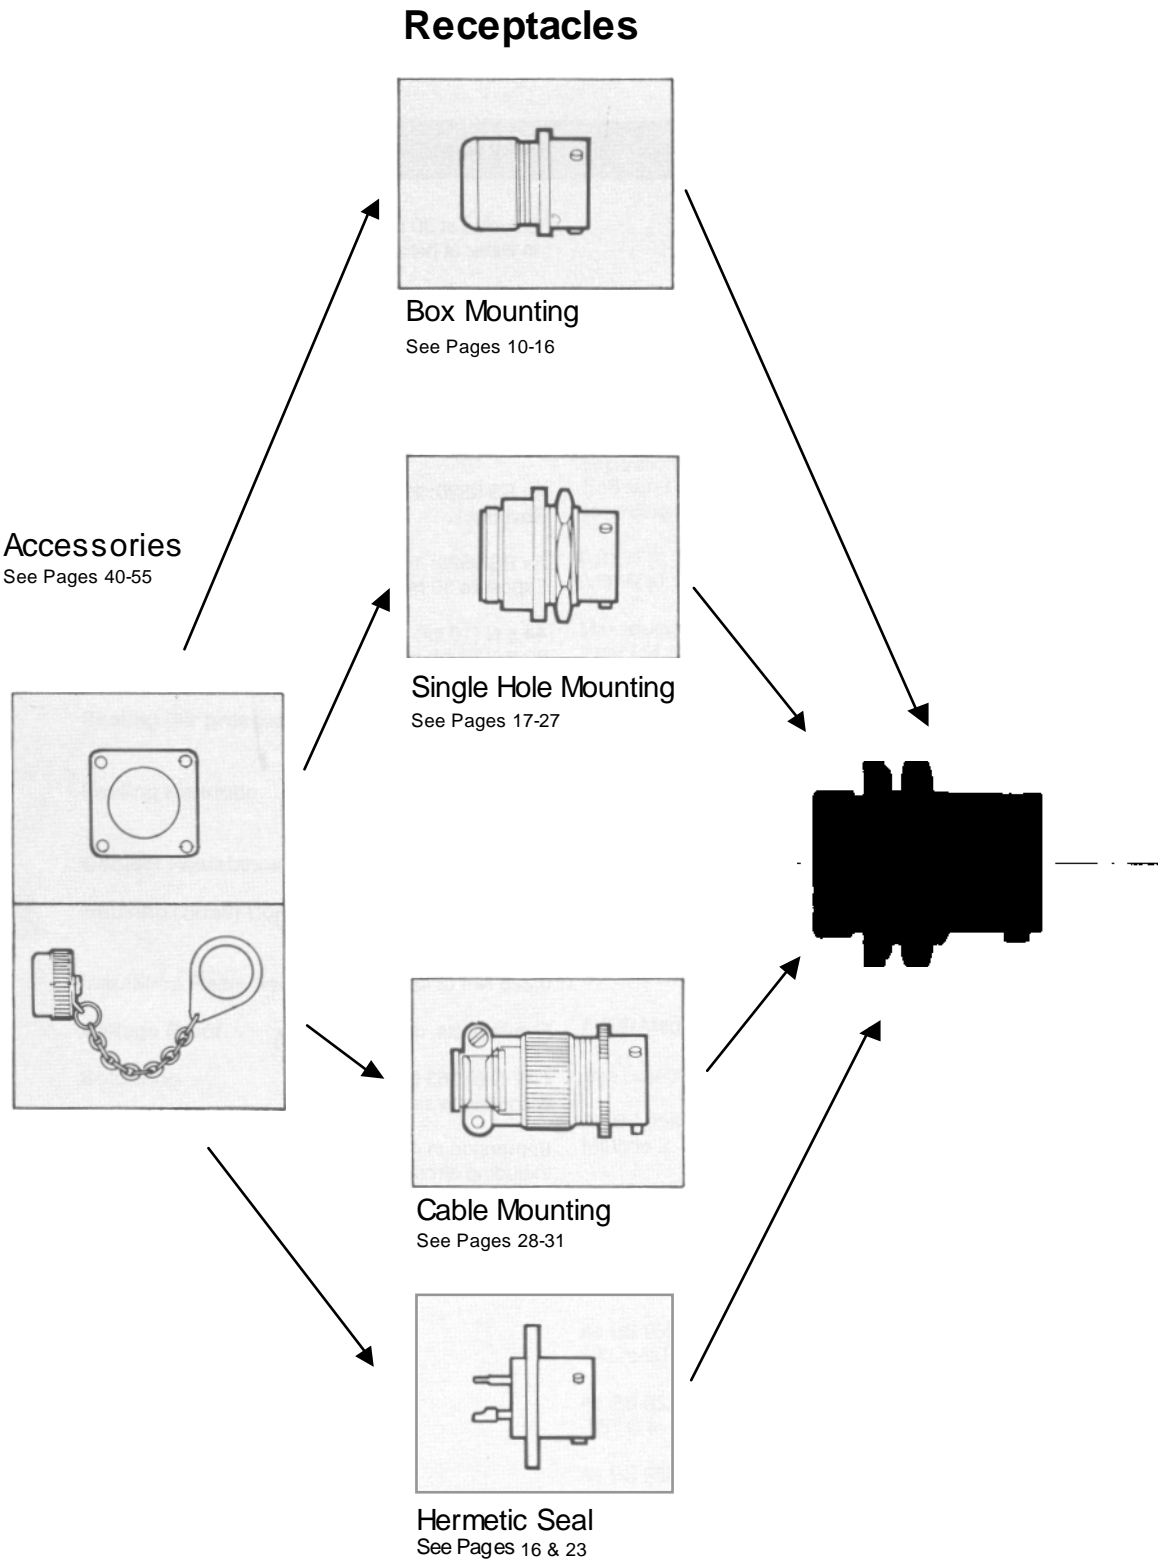 Receptacles
Box Mounting
See Pages 10-16
Accessories
See Pages 40-55
Single Hole Mounting
See Pages 17-27
Cable Mounting
See Pages 28-31
Hermetic Seal
See Pages 16 & 23